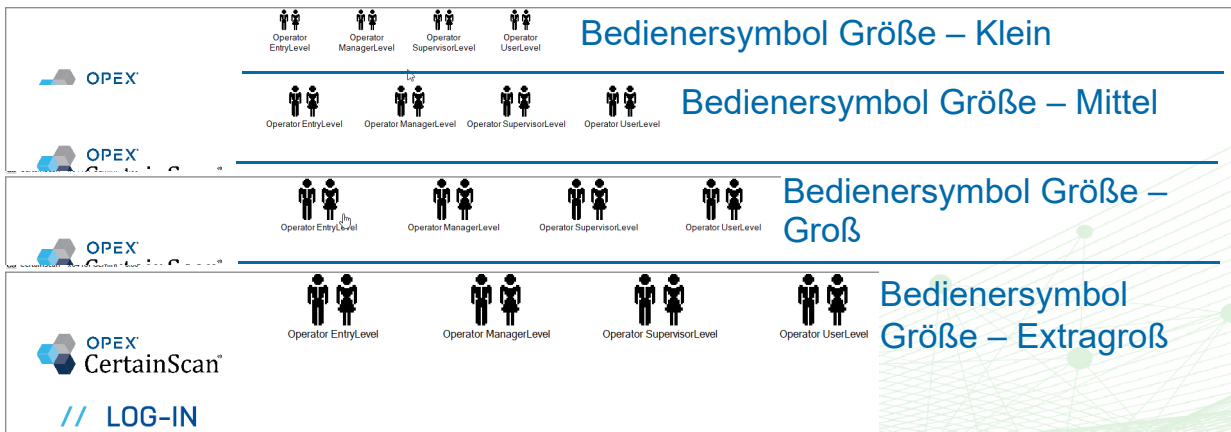 Operator EntryLevel
Operator ManagerLevel
Operator SupervisorLevel
Operator UserLevel
Bedienersymbol Größe – Klein
OPEX
Operator EntryLevel
Operator ManagerLevel
Operator SupervisorLevel
Operator UserLevel
Bedienersymbol Größe – Mittel
OPEX
Operator EntryLevel
Operator ManagerLevel
Operator SupervisorLevel
Operator UserLevel
Bedienersymbol Größe –
Groß
OPEX
Operator EntryLevel
Operator ManagerLevel
Operator SupervisorLevel
Operator UserLevel
Bedienersymbol
Größe – Extragroß
OPEX
CertainScan®
// LOG-IN